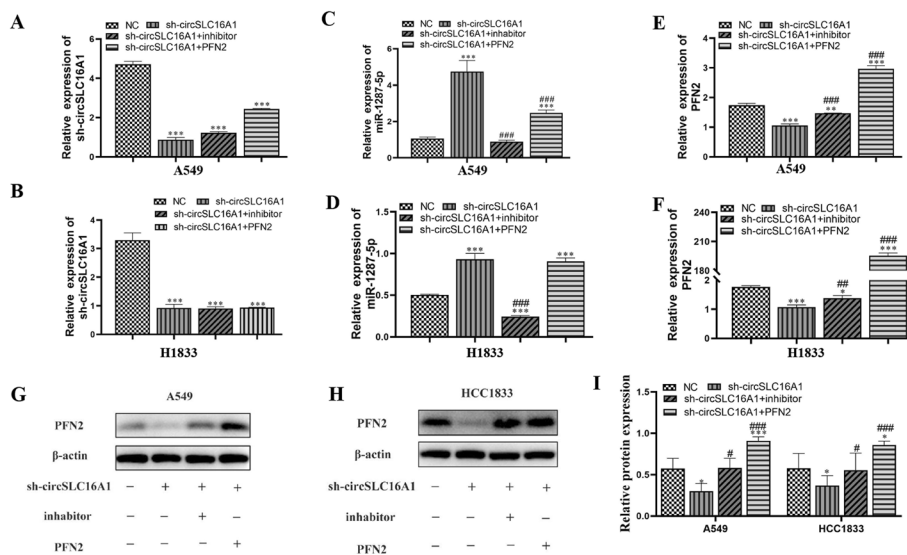 A
NC sh-circSLC16A1
sh-circSLC16A1+inhibitor
sh-circSLC16A1+PFN2
Relative expression of
sh-circSLC16A1
6
4
2
0
***
***
***
A549
B
NC sh-circSLC16A1
sh-circSLC16A1+inhibitor
sh-circSLC16A1+PFN2
Relative expression of
sh-circSLC16A1
4
3
2
1
0
***
***
***
H1833
C
NC sh-circSLC16A1
sh-circSLC16A1+inhibitor
sh-circSLC16A1+PFN2
Relative expression of
miR-1287-5p
6
4
2
0
***
###
###
***
A549
D
NC sh-circSLC16A1
sh-circSLC16A1+inhibitor
sh-circSLC16A1+PFN2
Relative expression of
miR-1287-5p
1.5
1.0
0.5
0.0
***
###
***
***
H1833
E
NC sh-circSLC16A1
sh-circSLC16A1+inhibitor
sh-circSLC16A1+PFN2
Relative expression of
PFN2
4
3
2
1
0
***
###
**
###
***
A549
F
NC sh-circSLC16A1
sh-circSLC16A1+inhibitor
sh-circSLC16A1+PFN2
Relative expression of
PFN2
240
210
180
2
1
0
***
##
*
###
***
H1833
G
A549
PFN2
β-actin
sh-circSLC16A1 − + + +
inhabitor − − + −
PFN2 − − − +
H
HCC1833
PFN2
β-actin
sh-circSLC16A1 − + + +
inhabitor − − + −
PFN2 − − − +
I
NC sh-circSLC16A1
sh-circSLC16A1+inhibitor
sh-circSLC16A1+PFN2
Relative protein expression
1.5
1.0
0.5
0.0
*
#
###
***
*
#
###
*
A549 HCC1833